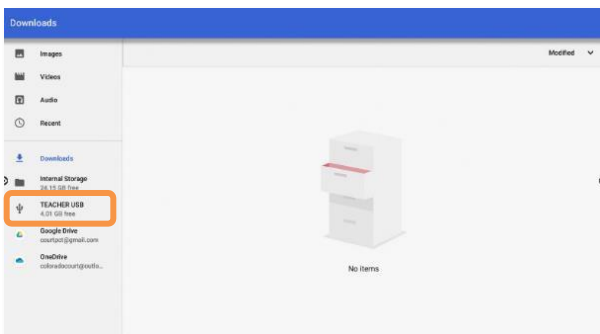 Downloads
Images
Modified
Videos
Audio
Recent
Downloads
Internal Storage
24.15 GB free
TEACHER USB
4.01 GB free
Google Drive
courtpct@gmail.com
OneDrive
coloradocourt@outlo...
No items